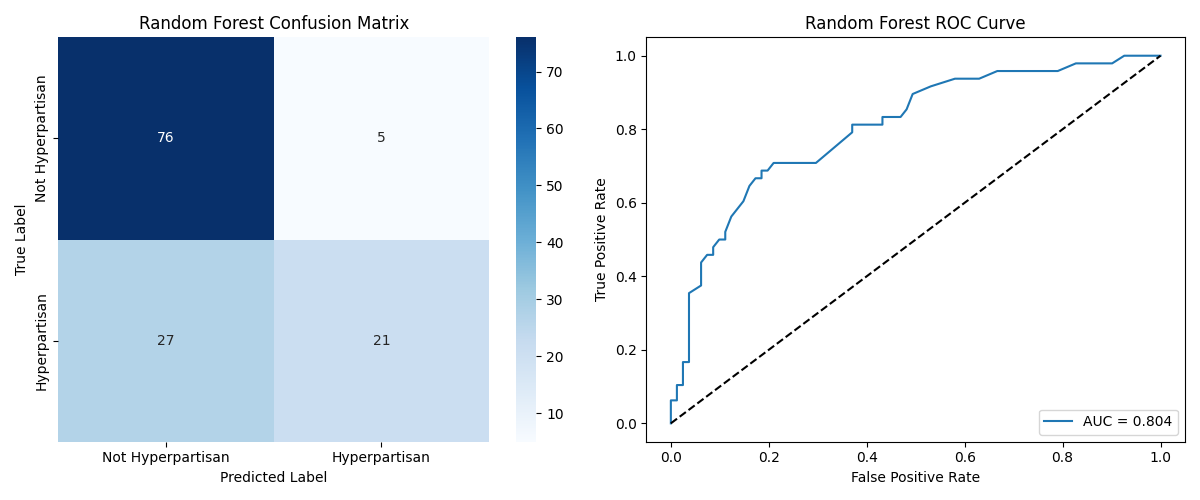 Random Forest Confusion Matrix
True Label
Not Hyperpartisan
Hyperpartisan
76
5
27
21
Not Hyperpartisan
Hyperpartisan
Predicted Label
70
60
50
40
30
20
10
Random Forest ROC Curve
True Positive Rate
1.0
0.8
0.6
0.4
0.2
0.0
0.0
0.2
0.4
0.6
0.8
1.0
False Positive Rate
AUC = 0.804